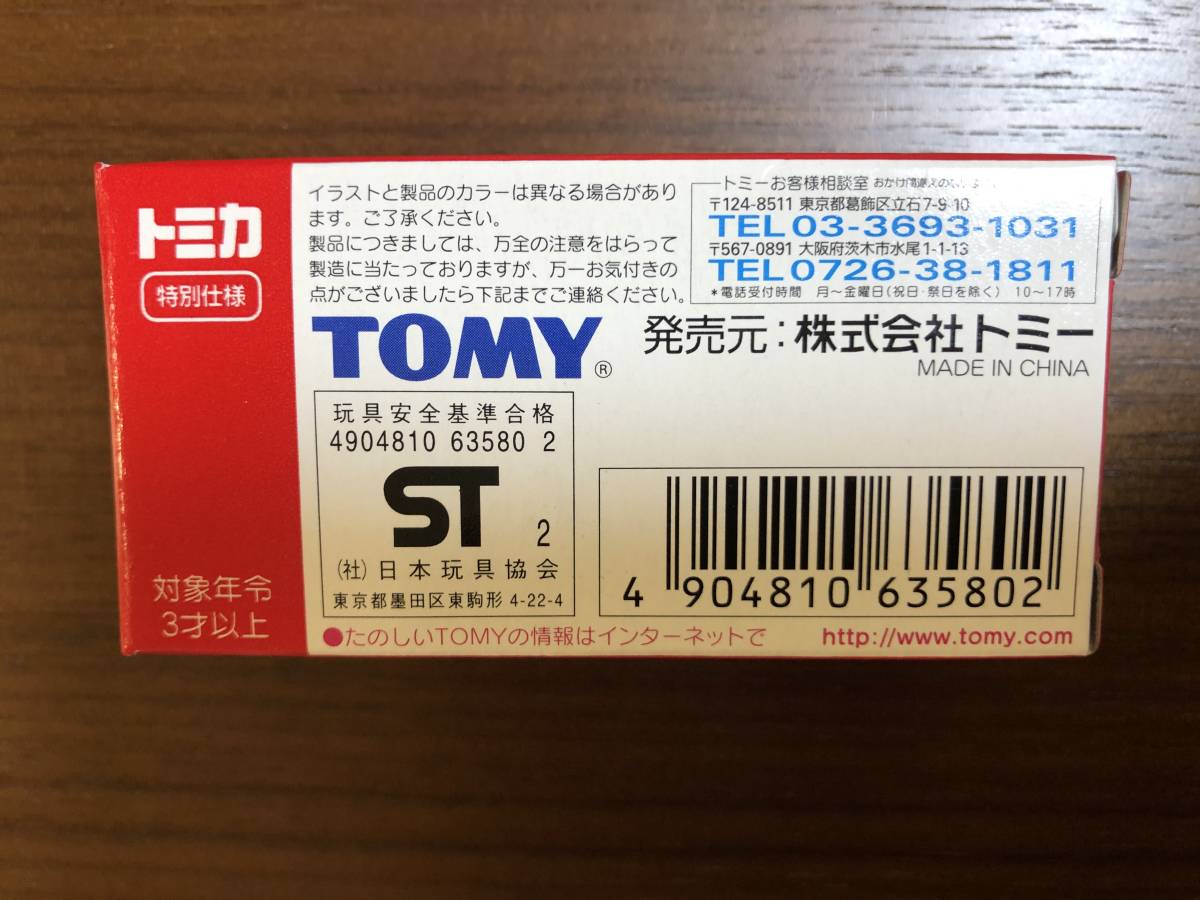 トミカ
特別仕様
対象年令
3才以上
イラストと製品のカラーは異なる場合があり
ます。ご了承ください。
製品につきましては、万全の注意をはらって
製造に当たっておりますが、万一お気付きの
点がございましたら下記までご連絡ください。
トミーお客様相談室 おかけ間違えのない
〒124-8511 東京都葛飾区立石7-9-10
TEL 03-3693-1031
〒567-0891 大阪府茨木市水尾1-1-13
TEL 0726-38-1811
*電話受付時間 月〜金曜日(祝日・祭日を除く) 10〜17時
TOMY®
発売元:株式会社トミー
MADE IN CHINA
玩具安全基準合格
4904810 63580 2
ST 2
(社)日本玩具協会
東京都墨田区東駒形 4-22-4
4 904810 635802
●たのしいTOMYの情報はインターネットで http://www.tomy.com